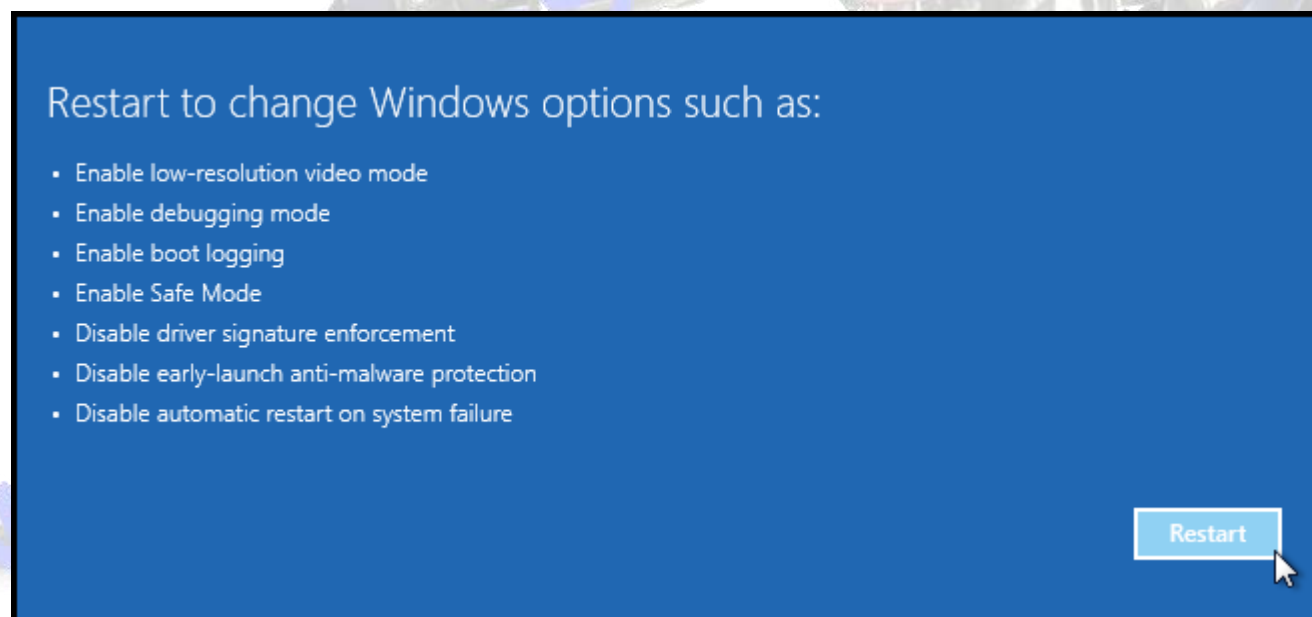 Restart to change Windows options such as:
▪ Enable low-resolution video mode
▪ Enable debugging mode
▪ Enable boot logging
▪ Enable Safe Mode
▪ Disable driver signature enforcement
▪ Disable early-launch anti-malware protection
▪ Disable automatic restart on system failure
Restart